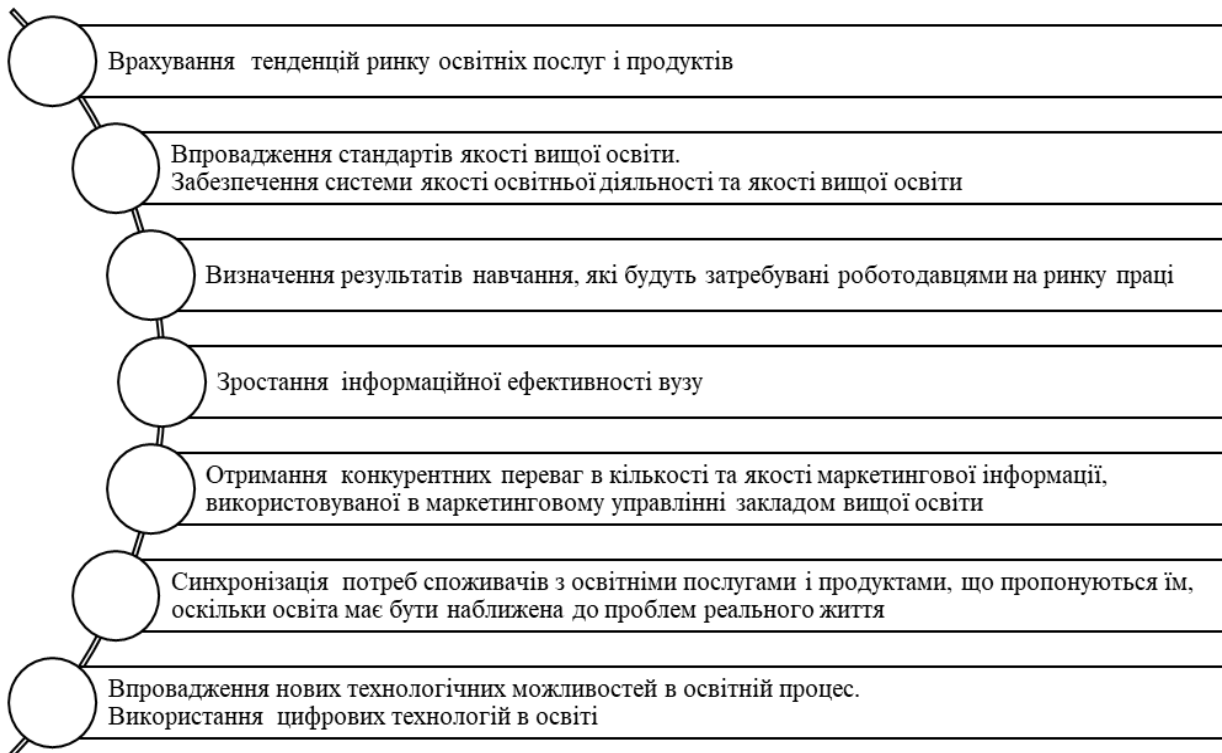 Врахування тенденцій ринку освітніх послуг і продуктів
Впровадження стандартів якості вищої освіти.
Забезпечення системи якості освітньої діяльності та якості вищої освіти
Визначення результатів навчання, які будуть затребувані роботодавцями на ринку праці
Зростання інформаційної ефективності вузу
Отримання конкурентних переваг в кількості та якості маркетингової інформації,
використовуваної в маркетинговому управлінні закладом вищої освіти
Синхронізація потреб споживачів з освітніми послугами і продуктами, що пропонуються їм,
оскільки освіта має бути наближена до проблем реального життя
Впровадження нових технологічних можливостей в освітній процес.
Використання цифрових технологій в освіті